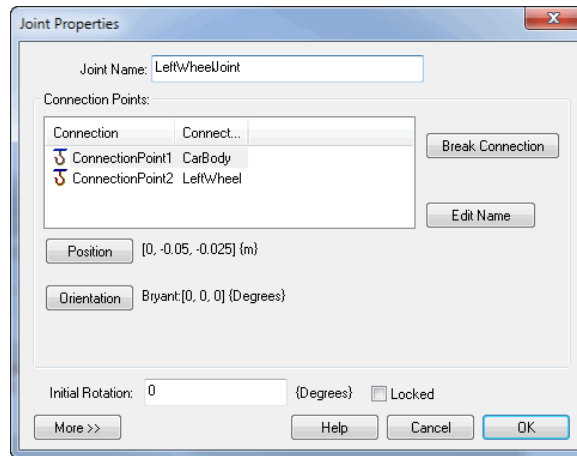 Joint Properties
Joint Name: LeftWheelJoint
Connection Points:
Connection Connect...
ConnectionPoint1 CarBody
ConnectionPoint2 LeftWheel
Break Connection
Edit Name
Position [0, -0.05, -0.025] {m}
Orientation Bryant:[0, 0, 0] {Degrees}
Initial Rotation: 0 {Degrees} Locked
More >> Help Cancel OK